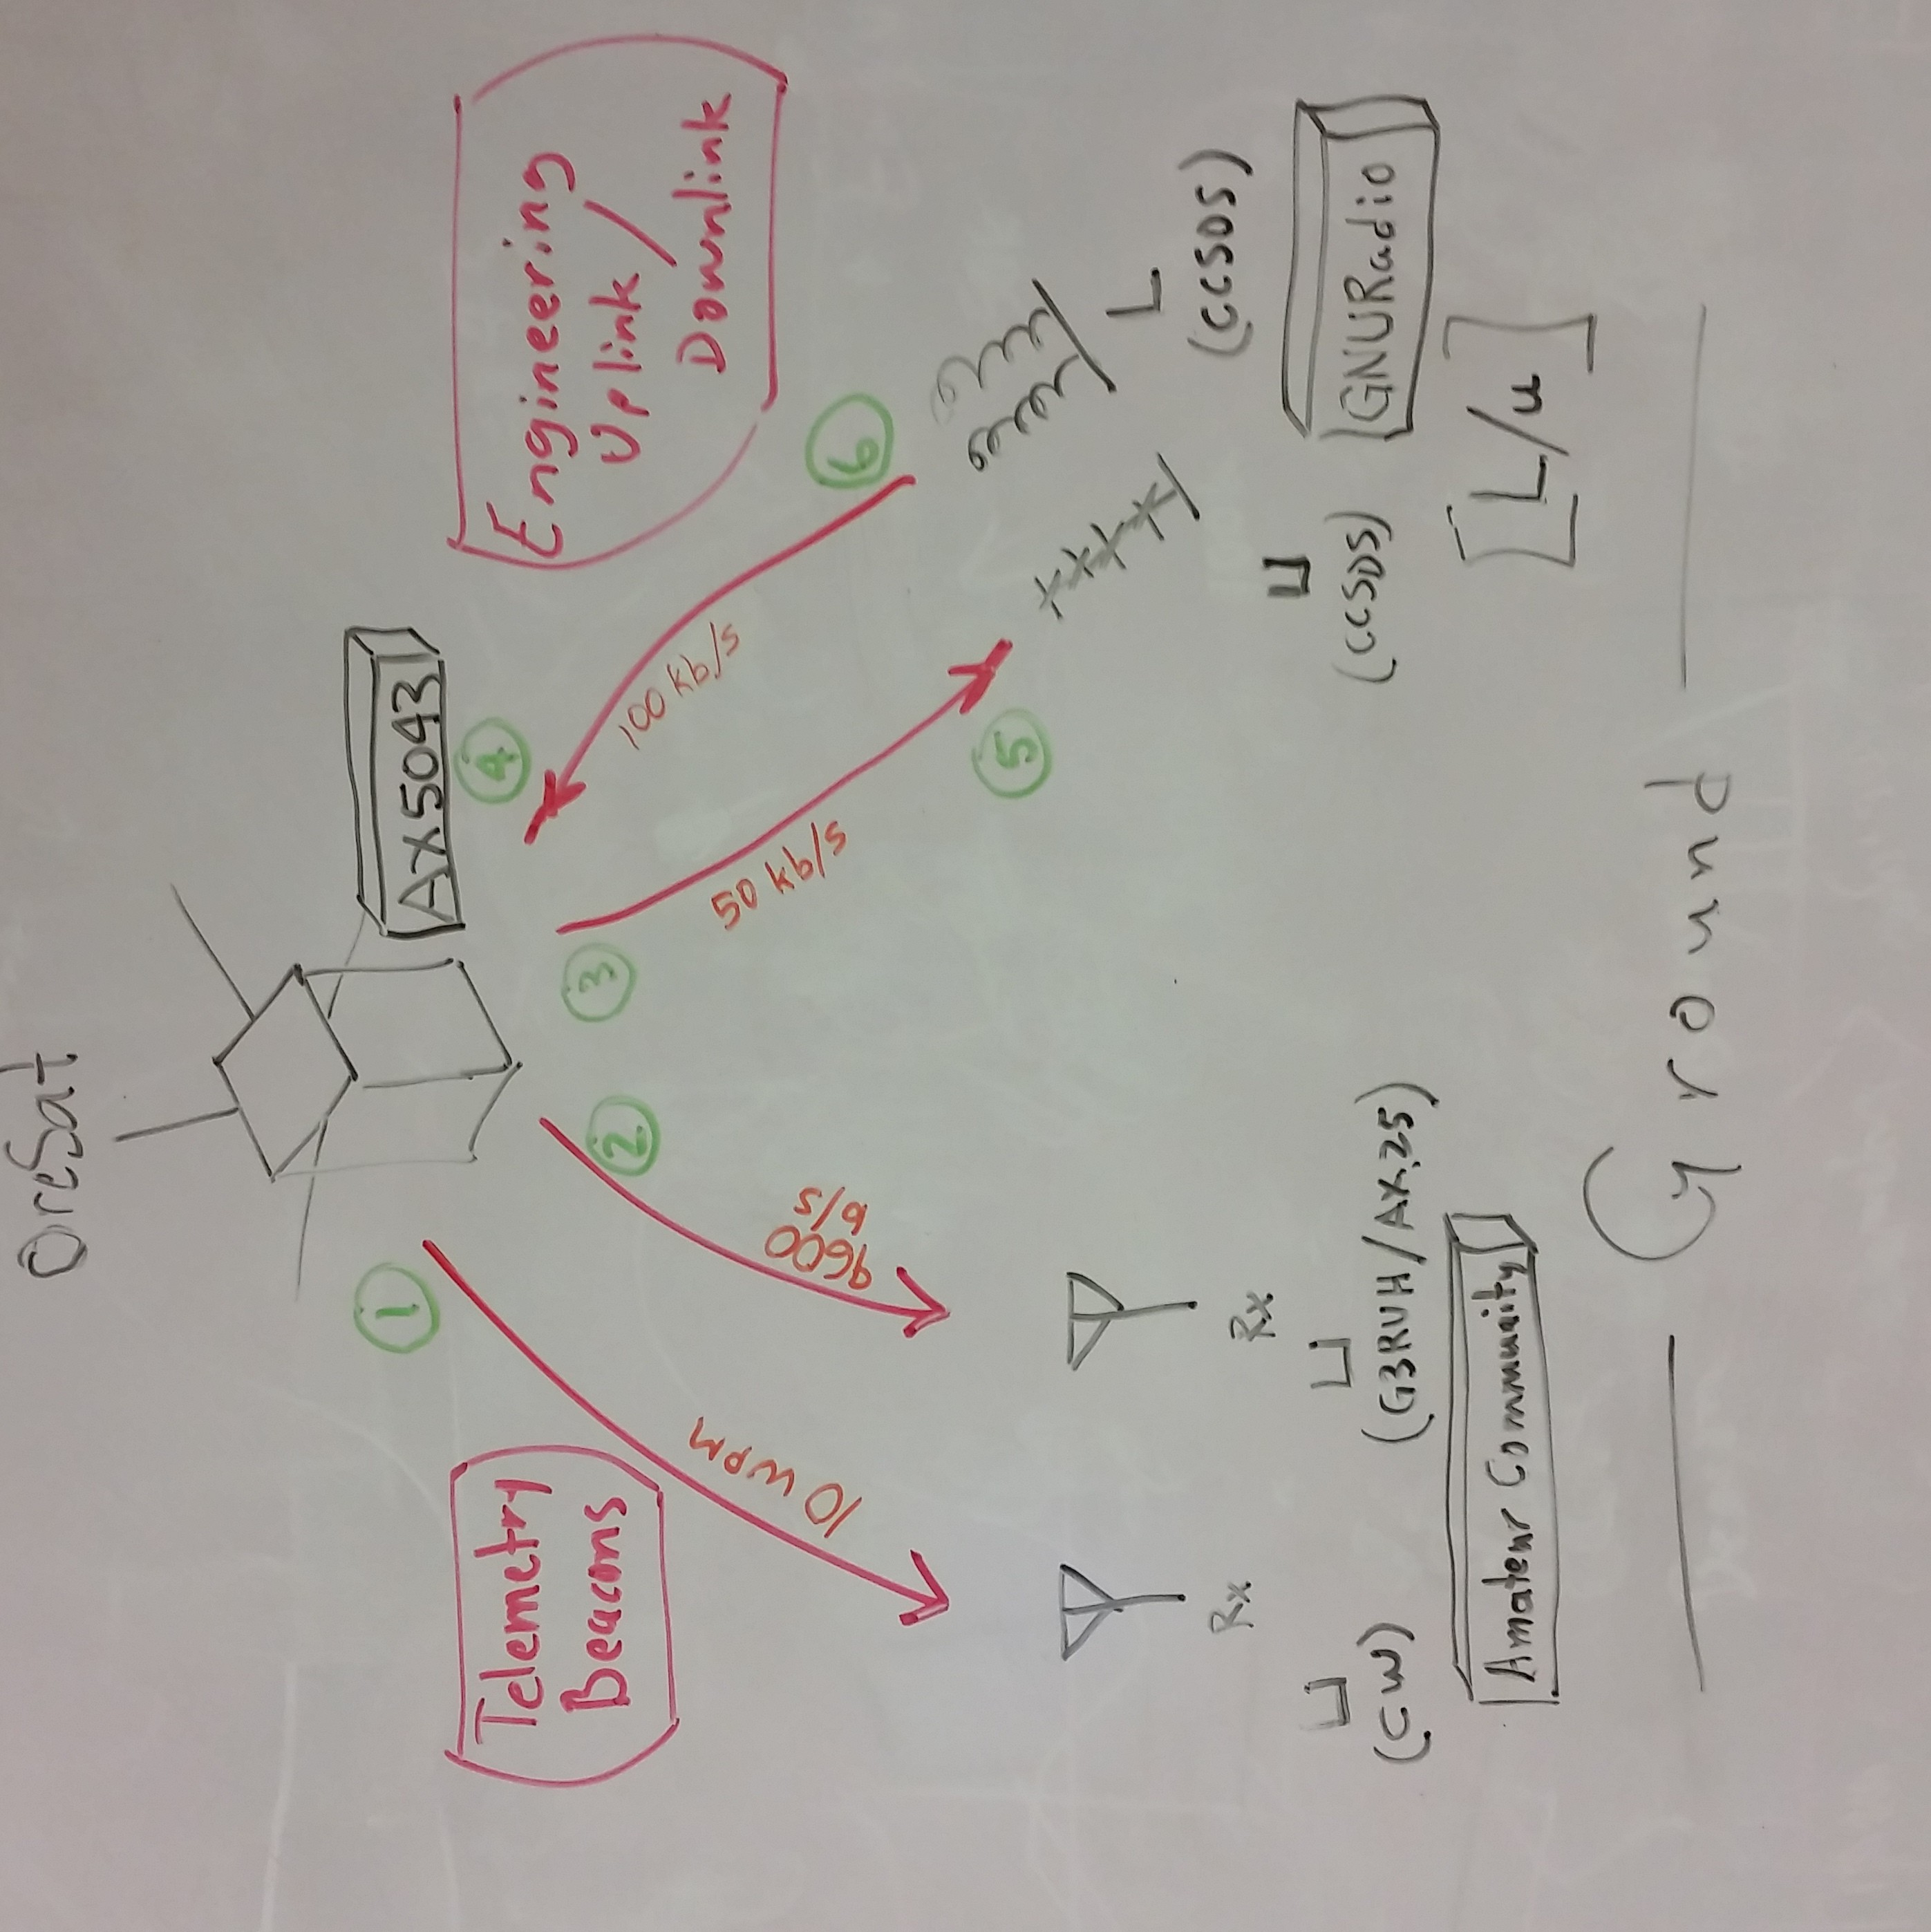 OreSat
AX5043
1
Telemetry
Beacons
10 WPM
2
9600
b/s
3
50 kb/s
4
100 kb/s
Engineering
Uplink /
Downlink
5
6
Rx
Rx
U
(CW)
U
(G3RUH/AX.25)
Amateur Community
L
(CCSDS)
U
(CCSDS)
GNURadio
[L/u]
Ground